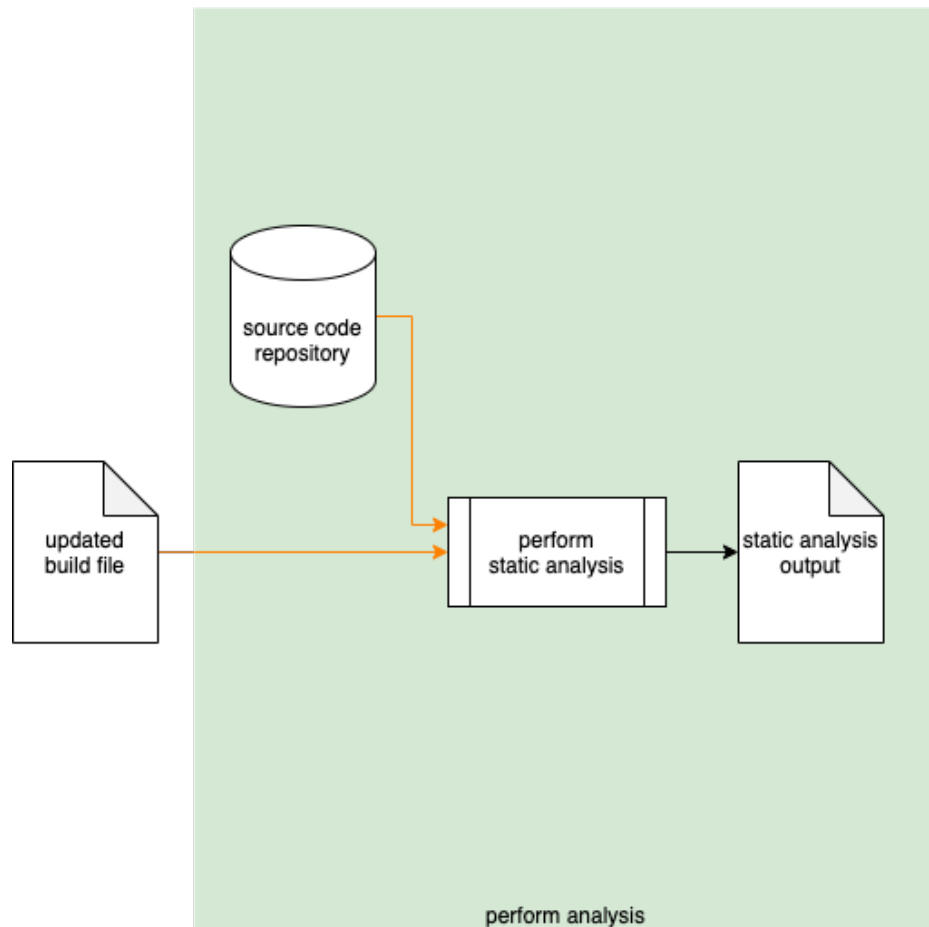 source code
repository
updated
build file
perform
static analysis
static analysis
output
perform analysis